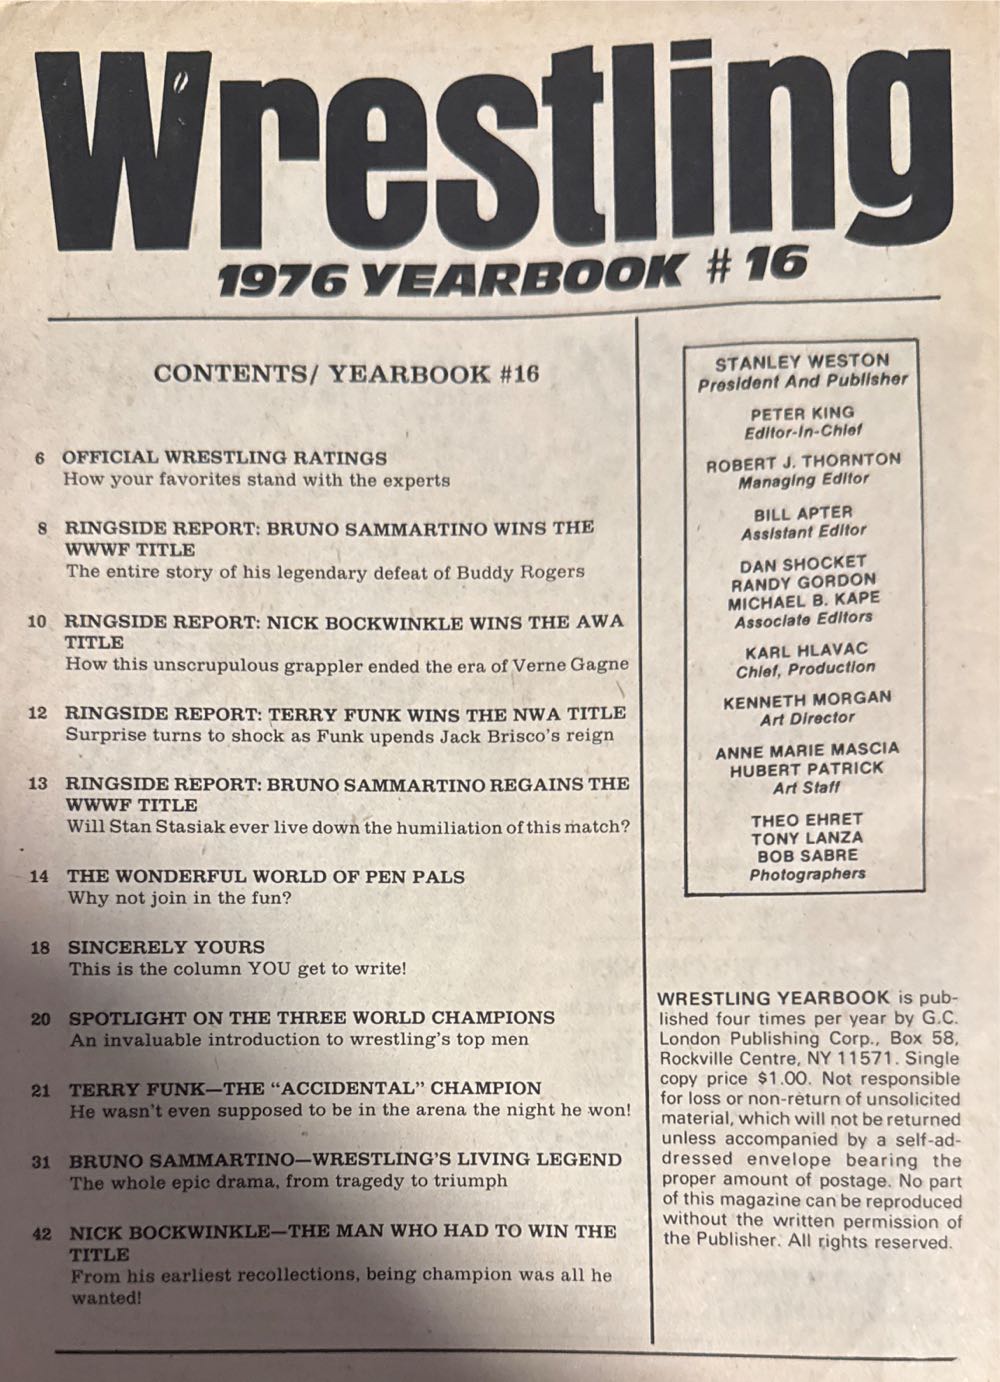 Wrestling
1976 YEARBOOK #16
CONTENTS/ YEARBOOK #16
6 OFFICIAL WRESTLING RATINGS
How your favorites stand with the experts
8 RINGSIDE REPORT: BRUNO SAMMARTINO WINS THE
WWWF TITLE
The entire story of his legendary defeat of Buddy Rogers
10 RINGSIDE REPORT: NICK BOCKWINKLE WINS THE AWA
TITLE
How this unscrupulous grappler ended the era of Verne Gagne
12 RINGSIDE REPORT: TERRY FUNK WINS THE NWA TITLE
Surprise turns to shock as Funk upends Jack Brisco's reign
13 RINGSIDE REPORT: BRUNO SAMMARTINO REGAINS THE
WWWF TITLE
Will Stan Stasiak ever live down the humiliation of this match?
14 THE WONDERFUL WORLD OF PEN PALS
Why not join in the fun?
18 SINCERELY YOURS
This is the column YOU get to write!
20 SPOTLIGHT ON THE THREE WORLD CHAMPIONS
An invaluable introduction to wrestling's top men
21 TERRY FUNK—THE "ACCIDENTAL" CHAMPION
He wasn't even supposed to be in the arena the night he won!
31 BRUNO SAMMARTINO—WRESTLING'S LIVING LEGEND
The whole epic drama, from tragedy to triumph
42 NICK BOCKWINKLE—THE MAN WHO HAD TO WIN THE
TITLE
From his earliest recollections, being champion was all he
wanted!
STANLEY WESTON
President And Publisher
PETER KING
Editor-In-Chief
ROBERT J. THORNTON
Managing Editor
BILL APTER
Assistant Editor
DAN SHOCKET
RANDY GORDON
MICHAEL B. KAPE
Associate Editors
KARL HLAVAC
Chief, Production
KENNETH MORGAN
Art Director
ANNE MARIE MASCIA
HUBERT PATRICK
Art Staff
THEO EHRET
TONY LANZA
BOB SABRE
Photographers
WRESTLING YEARBOOK is pub-
lished four times per year by G.C.
London Publishing Corp., Box 58,
Rockville Centre, NY 11571. Single
copy price $1.00. Not responsible
for loss or non-return of unsolicited
material, which will not be returned
unless accompanied by a self-ad-
dressed envelope bearing the
proper amount of postage. No part
of this magazine can be reproduced
without the written permission of
the Publisher. All rights reserved.